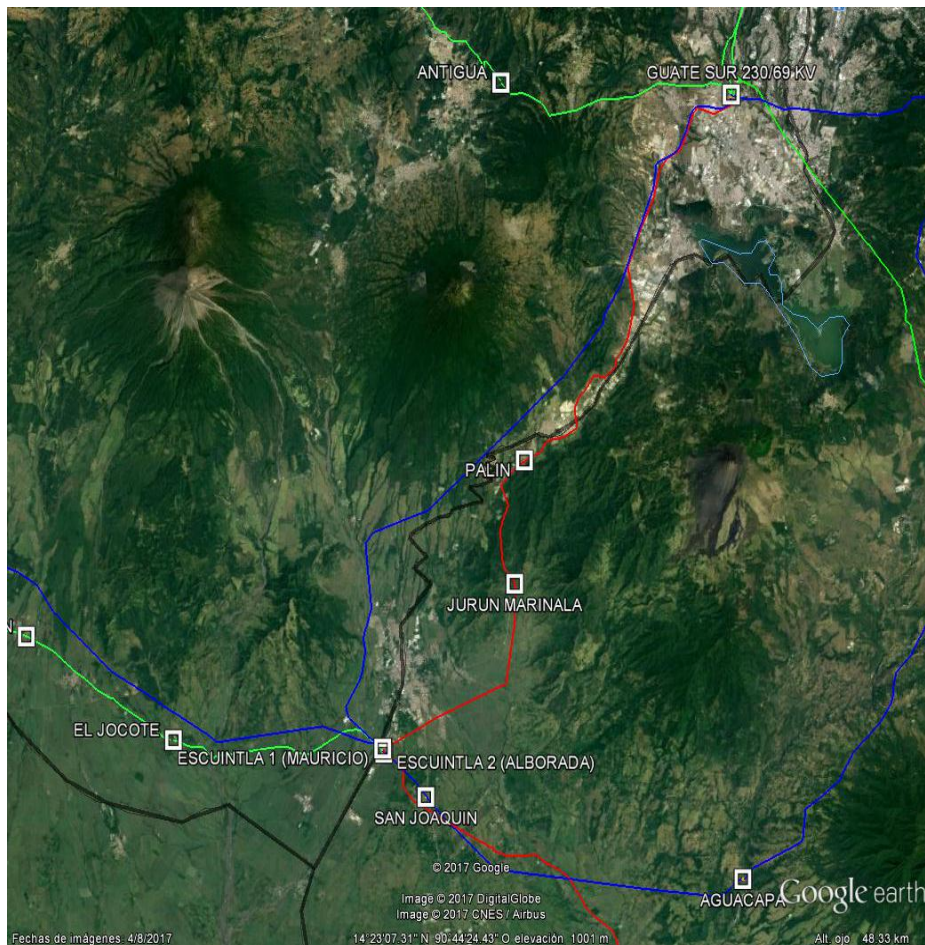 ANTIGUA
GUATE SUR 230/69 KV
PALIN
JURUN MARINALA
N
EL JOCOTE
ESCUINTLA 1 (MAURICIO)
ESCUINTLA 2 (ALBORADA)
SAN JOAQUIN
AGUACAPA
© 2017 Google
Image © 2017 DigitalGlobe
Image © 2017 CNES / Airbus
Google earth
Fechas de imágenes 4/8/2017
14°23'07.31" N 90°44'24.43" O elevación 1001 m
Alt. ojo 48.33 km